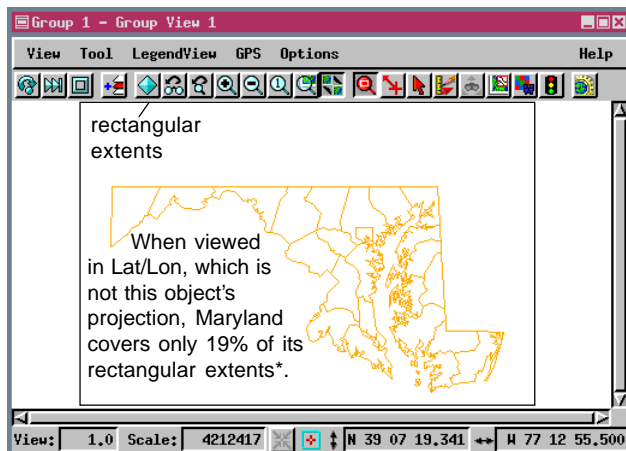 Group 1 - Group View 1
View Tool LegendView GPS Options Help
1
rectangular
extents
When viewed
in Lat/Lon, which is
not this object's
projection, Maryland
covers only 19% of its
rectangular extents*.
View: 1.0 Scale: 4212417 N 39 07 19.341 W 77 12 55.500